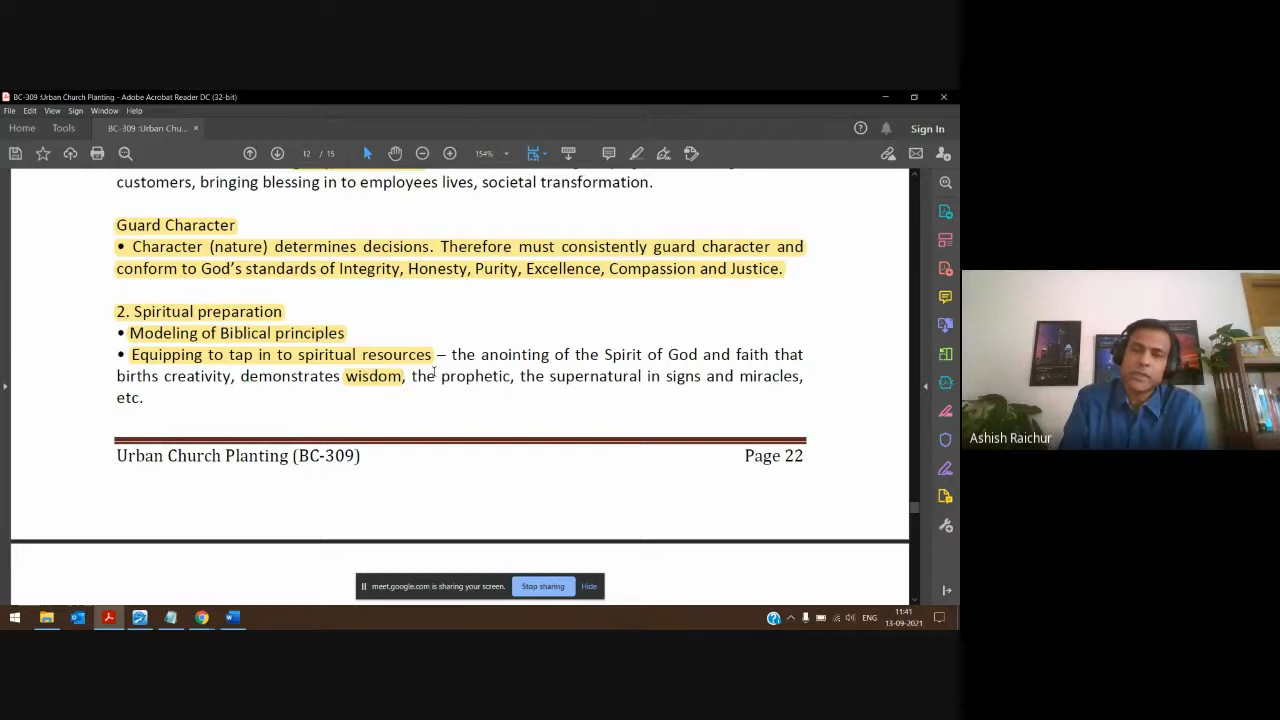 BC-309 :Urban Church Planting - Adobe Acrobat Reader DC (32-bit)
File Edit View Sign Window Help
Home Tools BC-309 :Urban Chu... × Sign In
12 / 15 154%
customers, bringing blessing in to employees lives, societal transformation.
Guard Character
• Character (nature) determines decisions. Therefore must consistently guard character and
conform to God's standards of Integrity, Honesty, Purity, Excellence, Compassion and Justice.
2. Spiritual preparation
• Modeling of Biblical principles
• Equipping to tap in to spiritual resources – the anointing of the Spirit of God and faith that
births creativity, demonstrates wisdom, the prophetic, the supernatural in signs and miracles,
etc.
Urban Church Planting (BC-309) Page 22
meet.google.com is sharing your screen. Stop sharing Hide
ENG 11:41
13-09-2021
Ashish Raichur